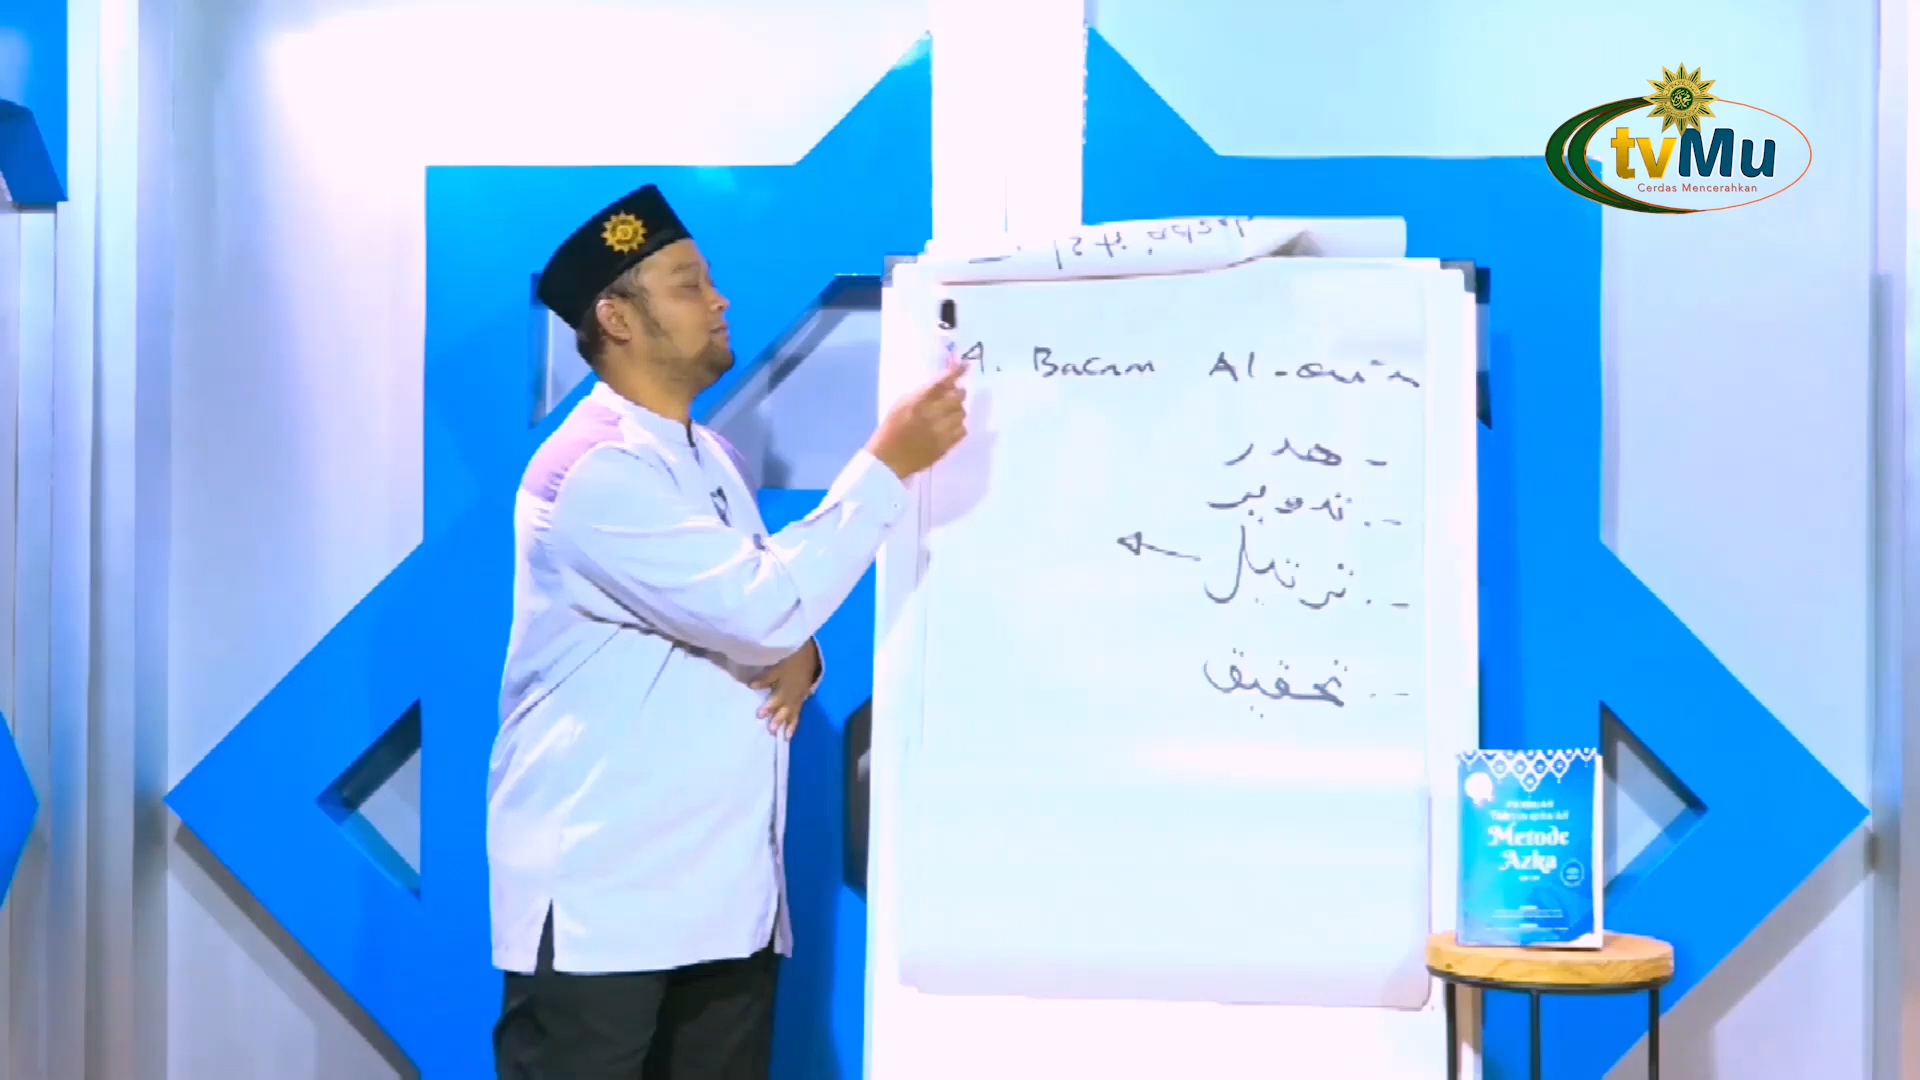 tvMu
Cerdas Mencerahkan
A. Bacaan Al-Qur'an
- هدر
- تدوير
- ترتيل
- تحقيق
Metode
Azka